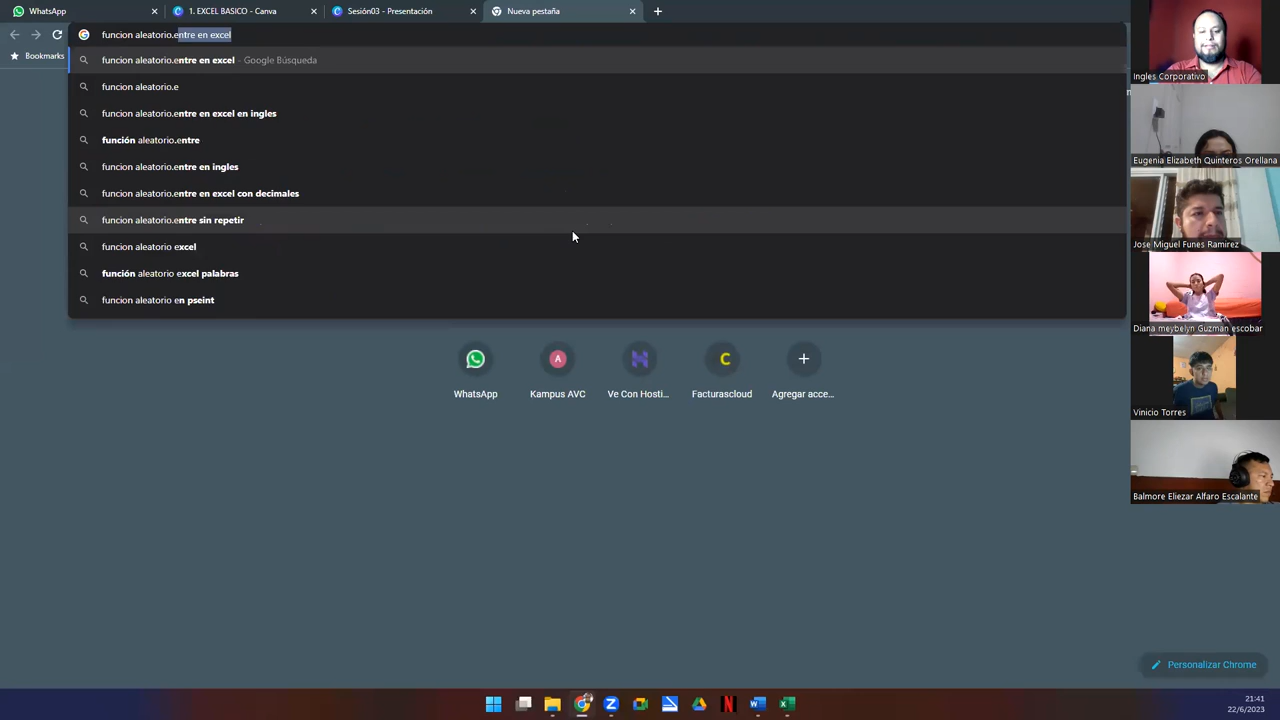 WhatsApp
1. EXCEL BASICO - Canva
Sesión03 - Presentación
Nueva pestaña
funcion aleatorio.entre en excel
Bookmarks
funcion aleatorio.entre en excel - Google Búsqueda
funcion aleatorio.e
funcion aleatorio.entre en excel en ingles
función aleatorio.entre
funcion aleatorio.entre en ingles
funcion aleatorio.entre en excel con decimales
funcion aleatorio.entre sin repetir
funcion aleatorio excel
función aleatorio excel palabras
funcion aleatorio en pseint
WhatsApp
Kampus AVC
Ve Con Hosti...
Facturascloud
Agregar acce...
Ingles Corporativo
Eugenia Elizabeth Quinteros Orellana
Jose Miguel Funes Ramirez
Diana meybelyn Guzman escobar
Vinicio Torres
Balmore Eliezar Alfaro Escalante
Personalizar Chrome
21:41
22/6/2023